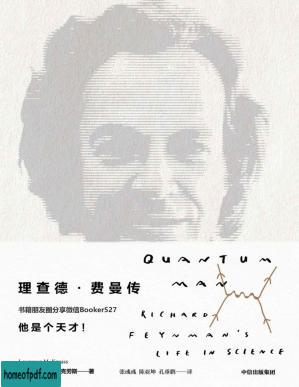 QUANTUM
MAN
理查德·费曼传
书籍朋友圈分享微信Booker527
RICHARD
FEYNMAN'S
他是个天才！
LIFE IN SCIENCE
克劳斯——著
张彧彧 陈亚坤 孔垂鹏——译
中信出版集团
homeofpdf.com